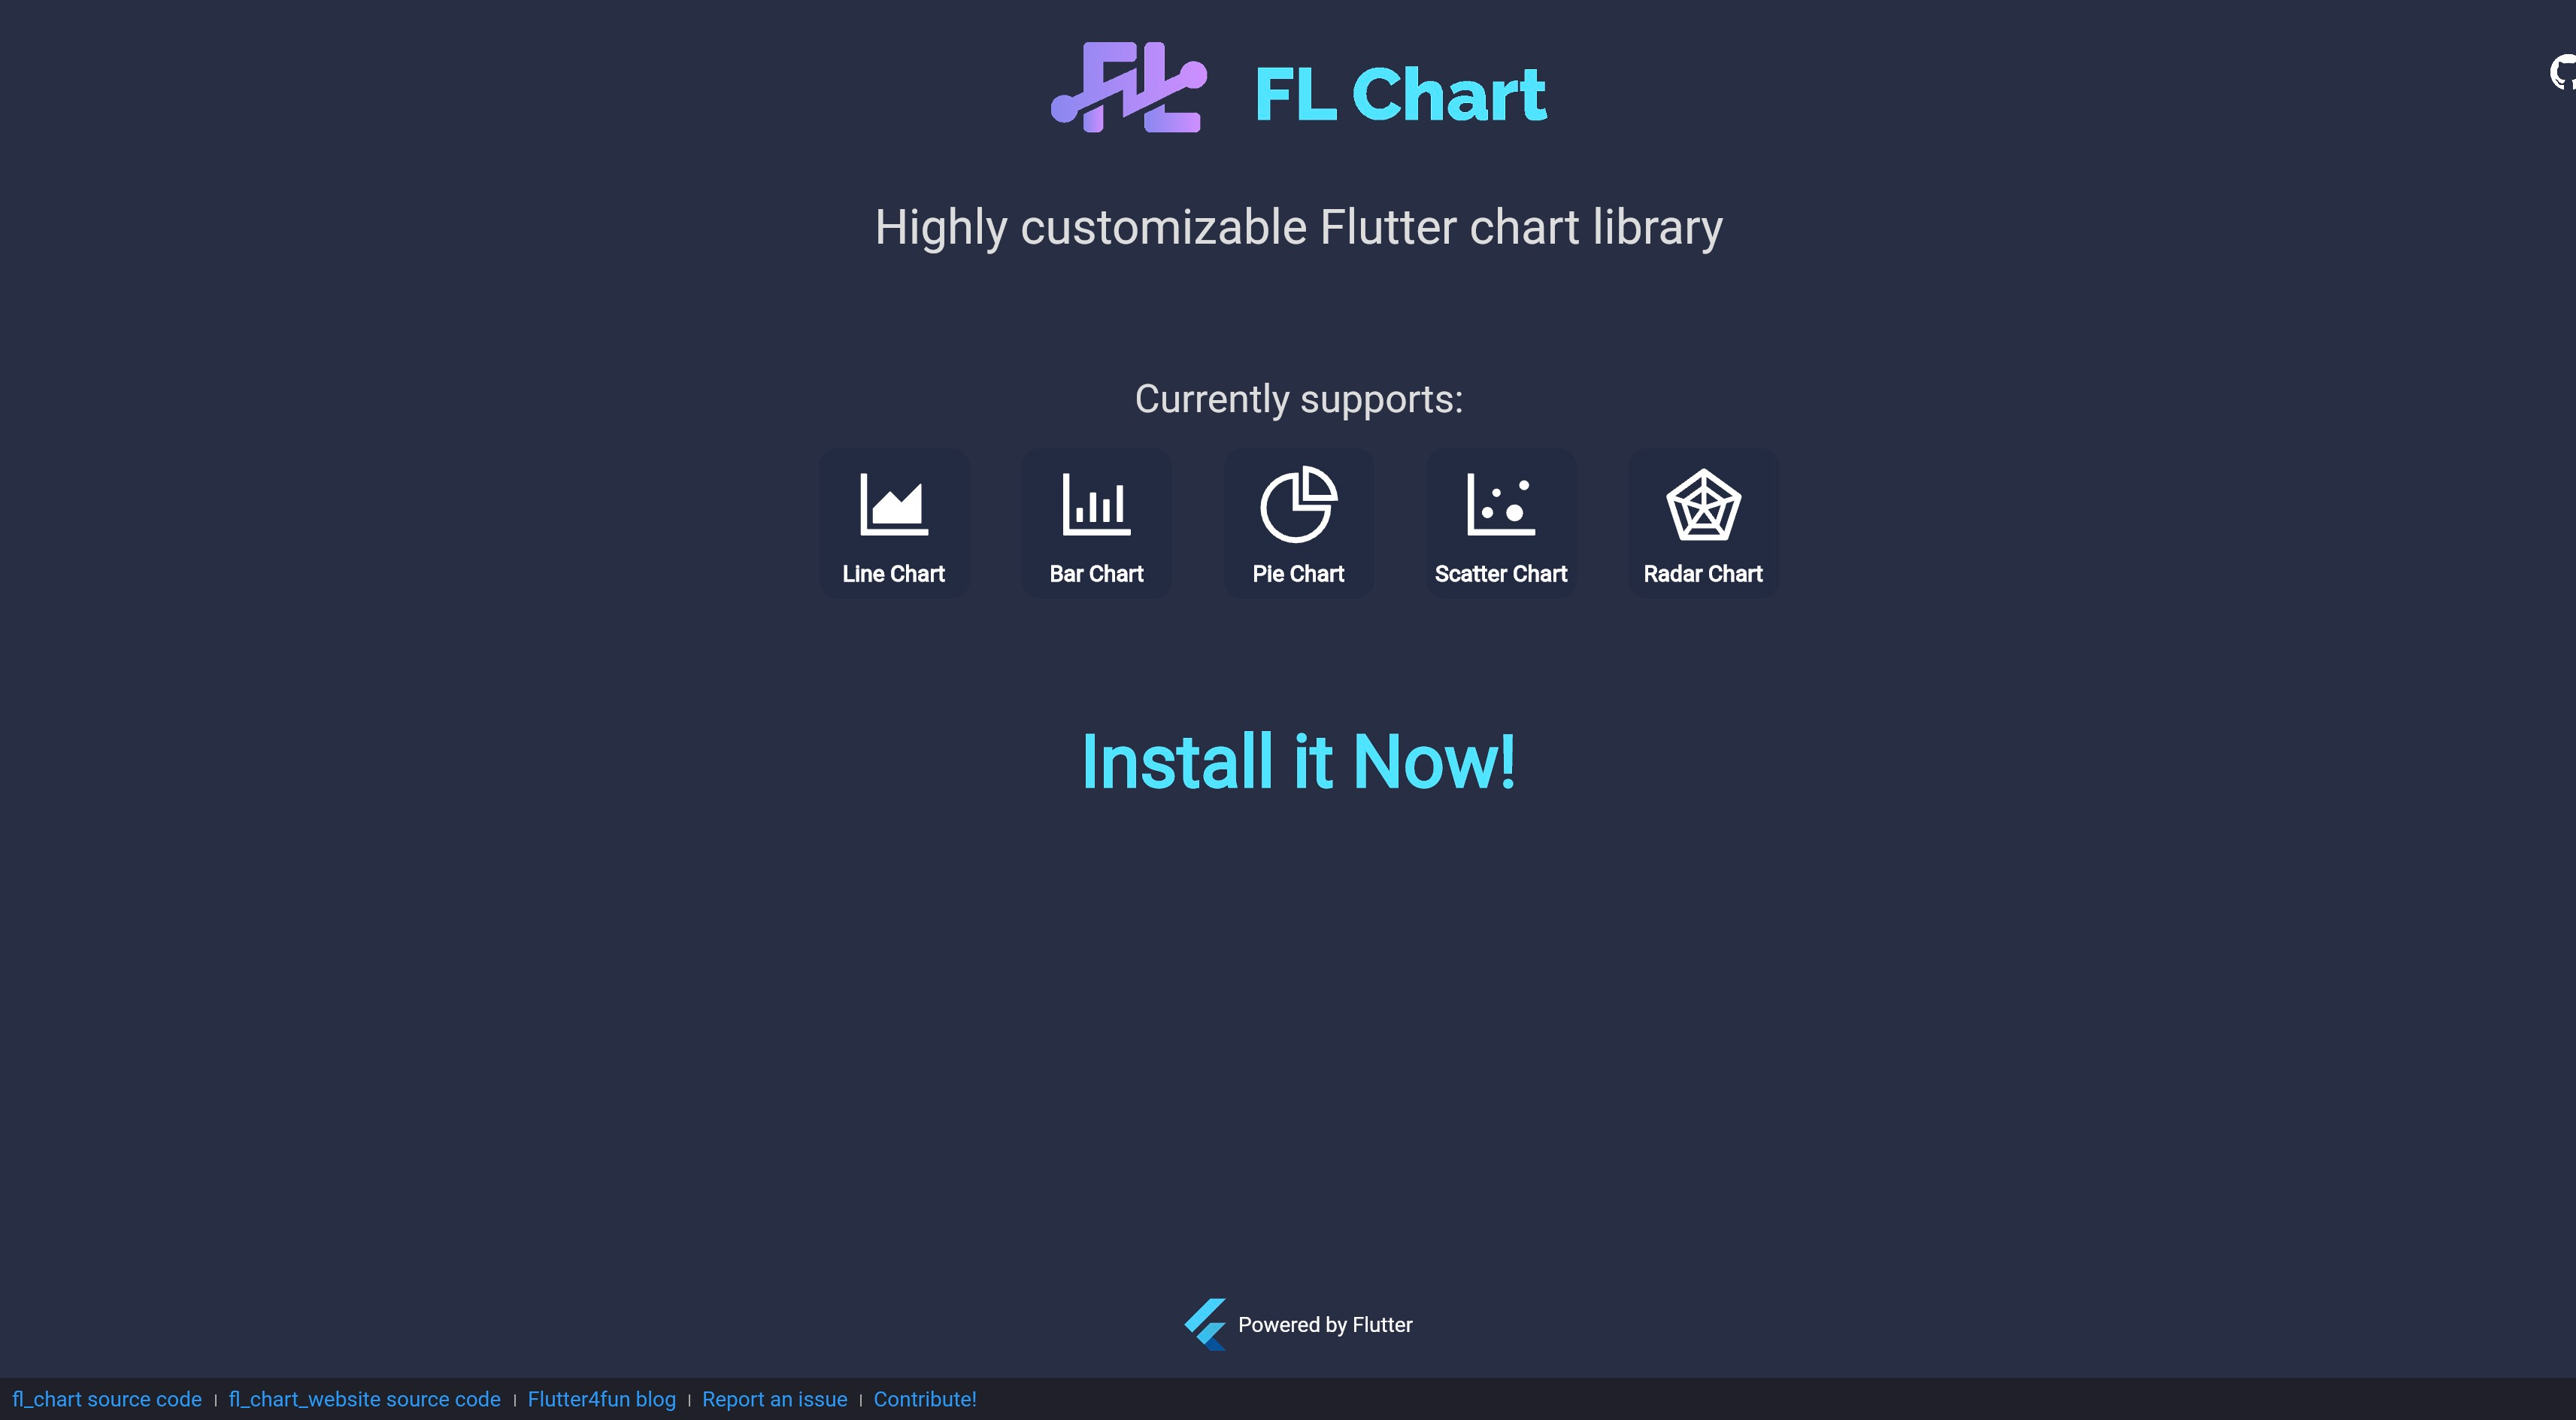 FL FL Chart
Highly customizable Flutter chart library
Currently supports:
Line Chart Bar Chart Pie Chart Scatter Chart Radar Chart
Install it Now!
Powered by Flutter
fl_chart source code | fl_chart_website source code | Flutter4fun blog | Report an issue | Contribute!